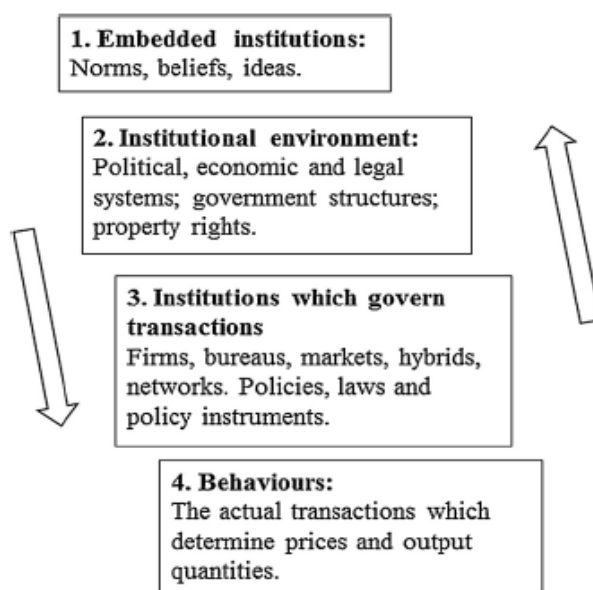 1. Embedded institutions:
Norms, beliefs, ideas.
2. Institutional environment:
Political, economic and legal
systems; government structures;
property rights.
3. Institutions which govern
transactions
Firms, bureaus, markets, hybrids,
networks. Policies, laws and
policy instruments.
4. Behaviours:
The actual transactions which
determine prices and output
quantities.